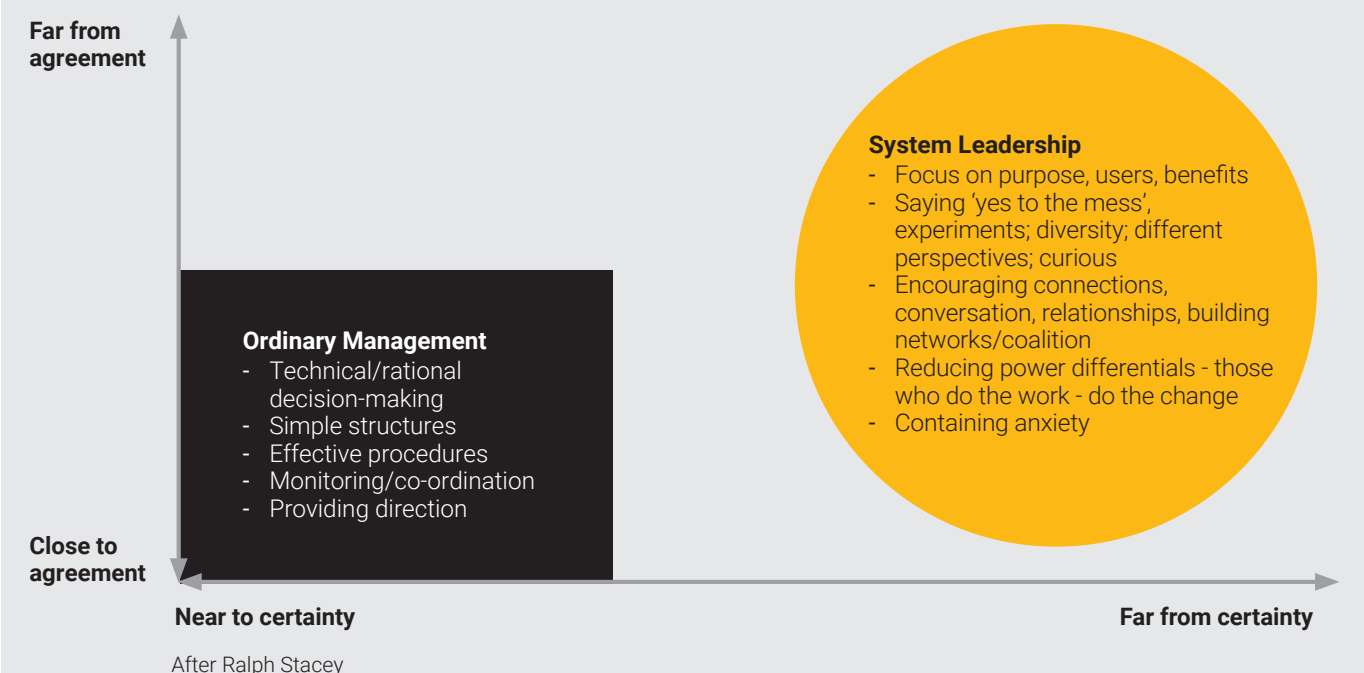 Far from
agreement
System Leadership
- Focus on purpose, users, benefits
- Saying ‘yes to the mess’,
experiments; diversity; different
perspectives; curious
- Encouraging connections,
conversation, relationships, building
networks/coalition
- Reducing power differentials - those
who do the work - do the change
- Containing anxiety
Ordinary Management
- Technical/rational
decision-making
- Simple structures
- Effective procedures
- Monitoring/co-ordination
- Providing direction
Close to
agreement
Near to certainty
Far from certainty
After Ralph Stacey